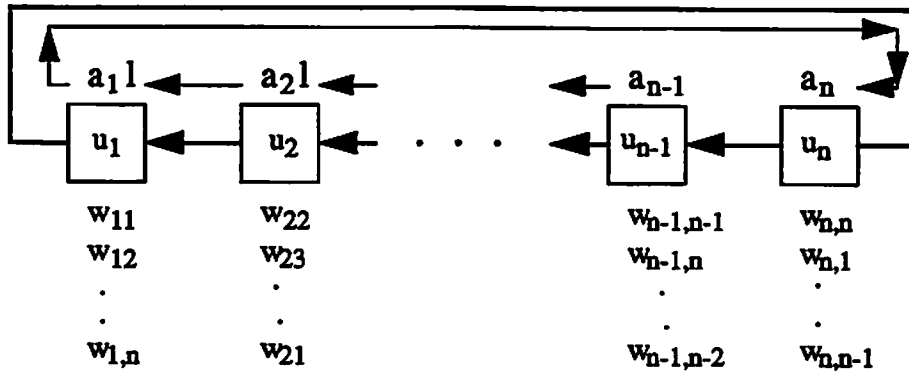 a₁l a₂l aₙ₋₁ aₙ
u₁ u₂ . . . uₙ₋₁ uₙ
w₁₁ w₂₂ wₙ₋₁,ₙ₋₁ wₙ,ₙ
w₁₂ w₂₃ wₙ₋₁,ₙ wₙ,₁
. . . .
. . . .
w₁,ₙ w₂₁ wₙ₋₁,ₙ₋₂ wₙ,ₙ₋₁